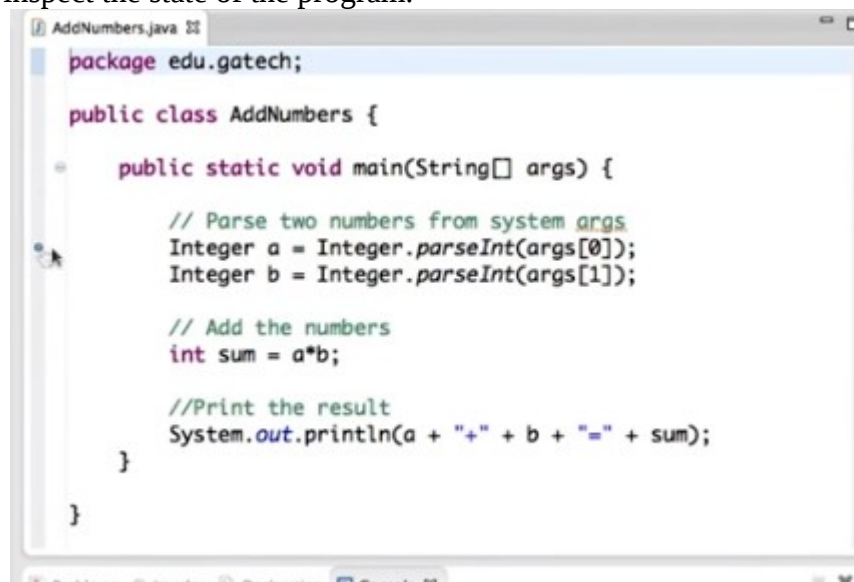 inspect the state of the program.
AddNumbers.java
package edu.gatech;
public class AddNumbers {
public static void main(String[] args) {
// Parse two numbers from system args
Integer a = Integer.parseInt(args[0]);
Integer b = Integer.parseInt(args[1]);
// Add the numbers
int sum = a*b;
//Print the result
System.out.println(a + "+" + b + "=" + sum);
}
}